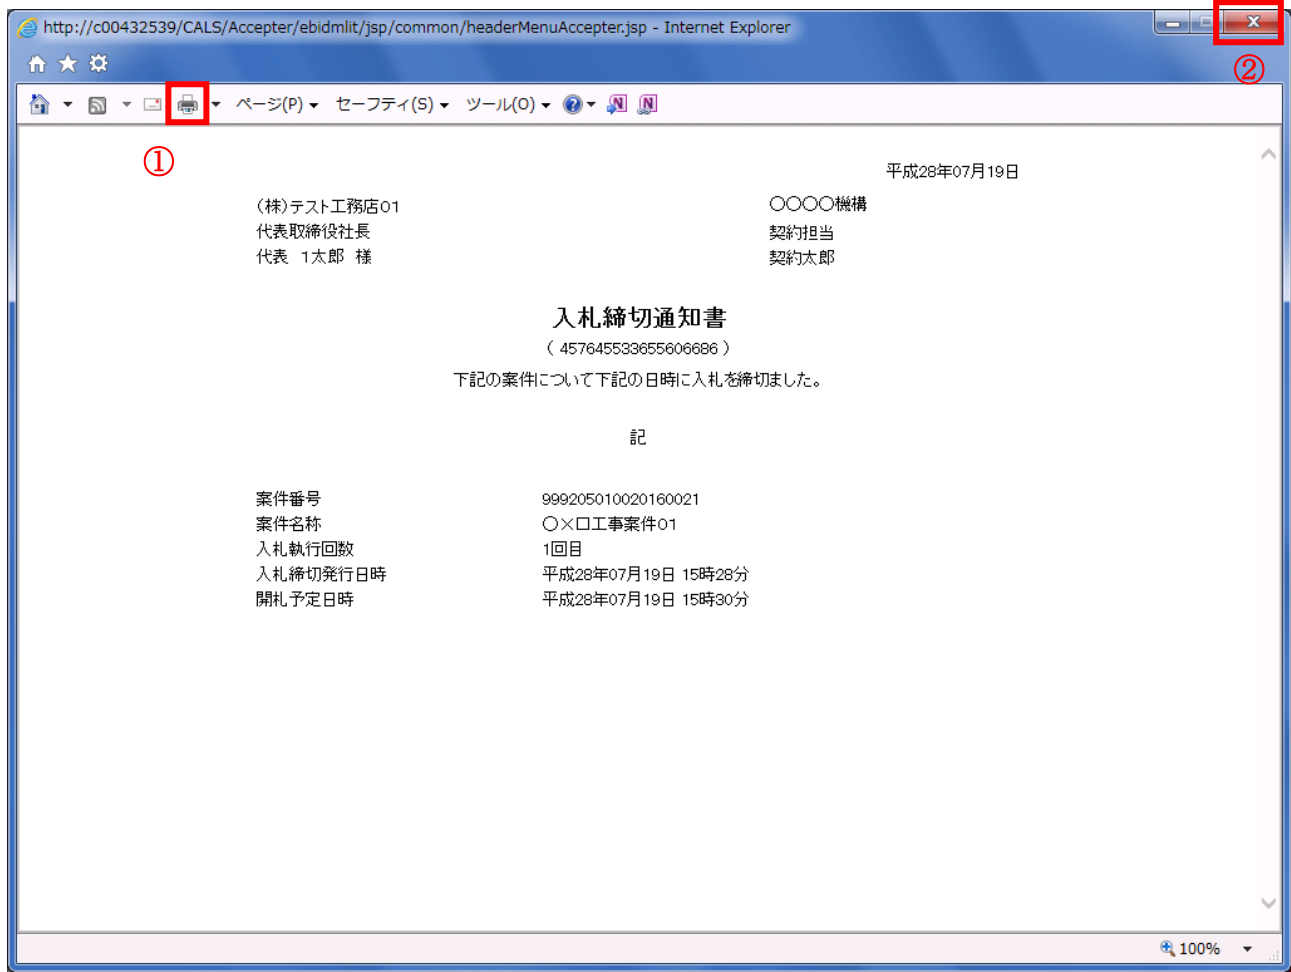 http://c00432539/CALS/Accepter/ebidmlit/jsp/common/headerMenuAccepter.jsp - Internet Explorer
②
ページ(P) セーフティ(S) ツール(O)
①
平成28年07月19日
(株)テスト工務店01
代表取締役社長
代表 1太郎 様
〇〇〇〇機構
契約担当
契約太郎
入札締切通知書
( 457645533655606686 )
下記の案件について下記の日時に入札を締切ました。
記
案件番号 999205010020160021
案件名称 〇×口工事案件01
入札執行回数 1回目
入札締切発行日時 平成28年07月19日 15時28分
開札予定日時 平成28年07月19日 15時30分
100%